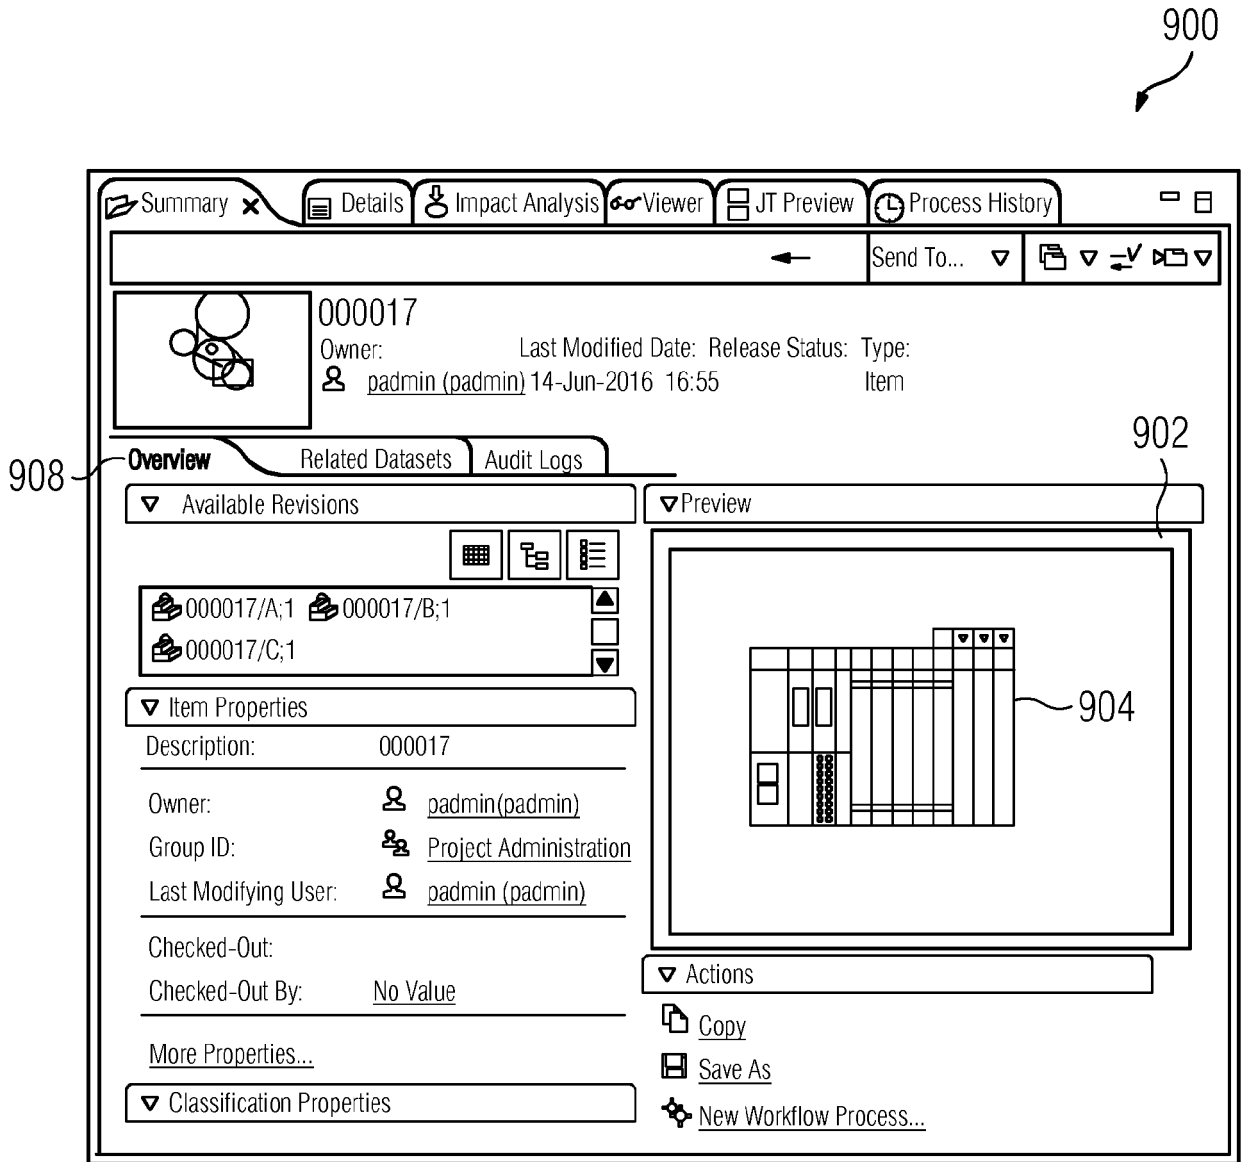 900
Summary Details Impact Analysis Viewer JT Preview Process History
Send To...
000017
Owner: Last Modified Date: Release Status: Type:
padmin (padmin) 14-Jun-2016 16:55 Item
902
908
Overview Related Datasets Audit Logs
Available Revisions
Preview
000017/A;1 000017/B;1
000017/C;1
904
Item Properties
Description: 000017
Owner: padmin(padmin)
Group ID: Project Administration
Last Modifying User: padmin (padmin)
Checked-Out:
Checked-Out By: No Value
More Properties...
Classification Properties
Actions
Copy
Save As
New Workflow Process...